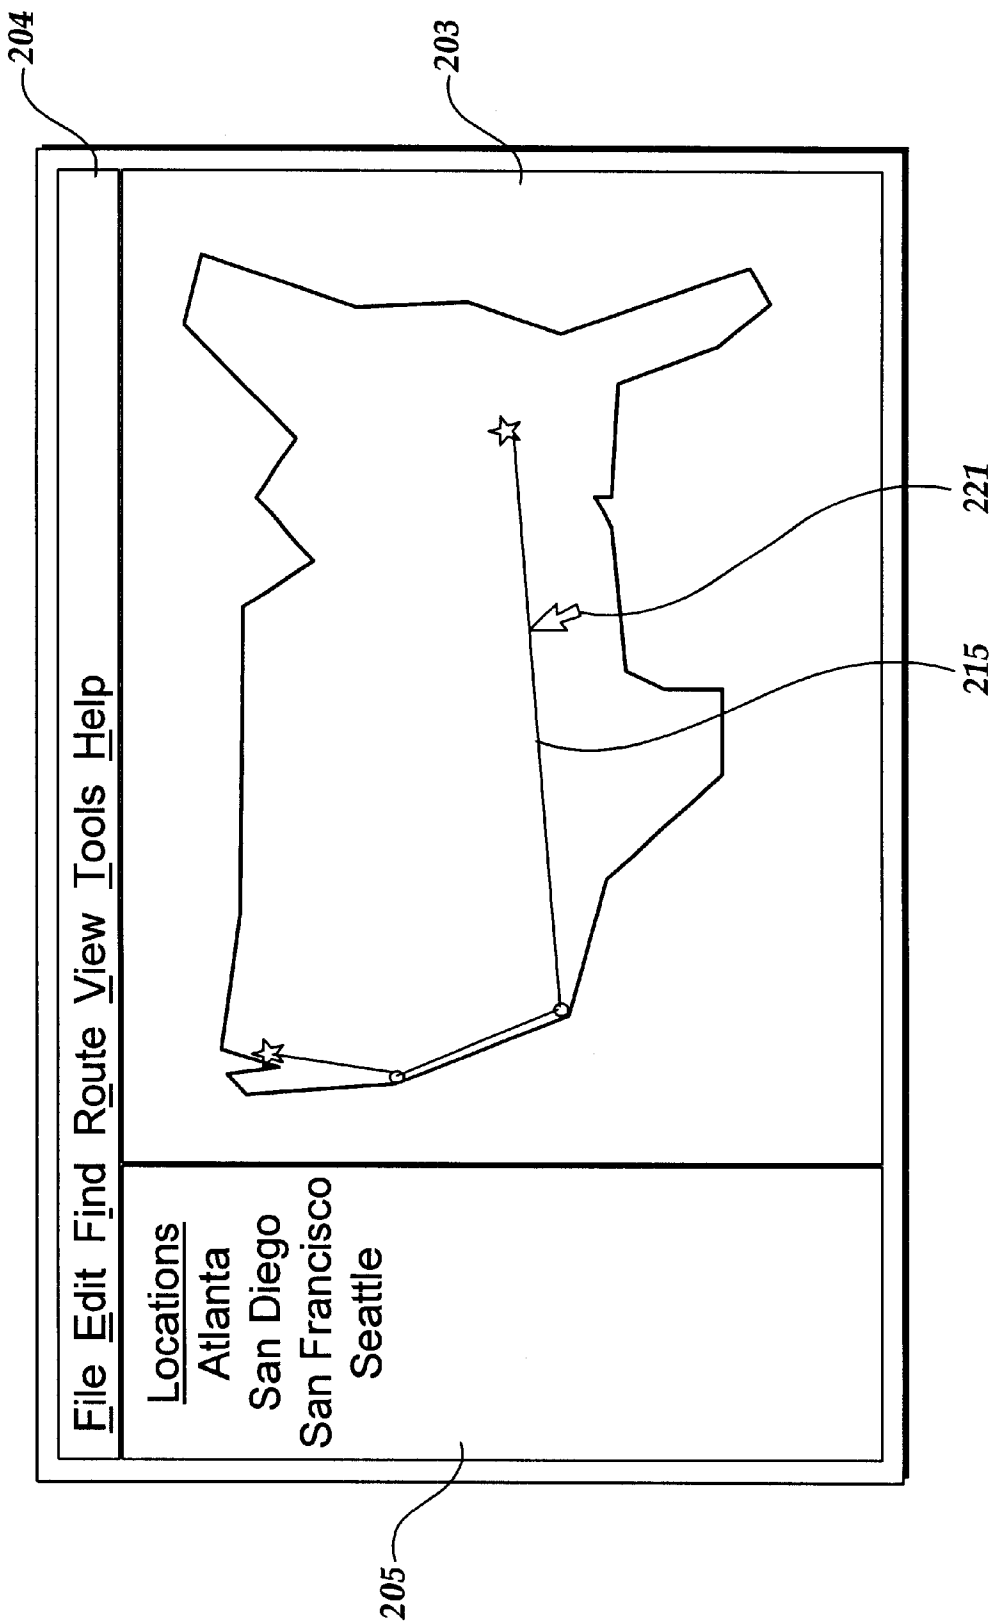 204
File Edit Find Route View Tools Help
Locations
Atlanta
San Diego
San Francisco
Seattle
203
205
215
221